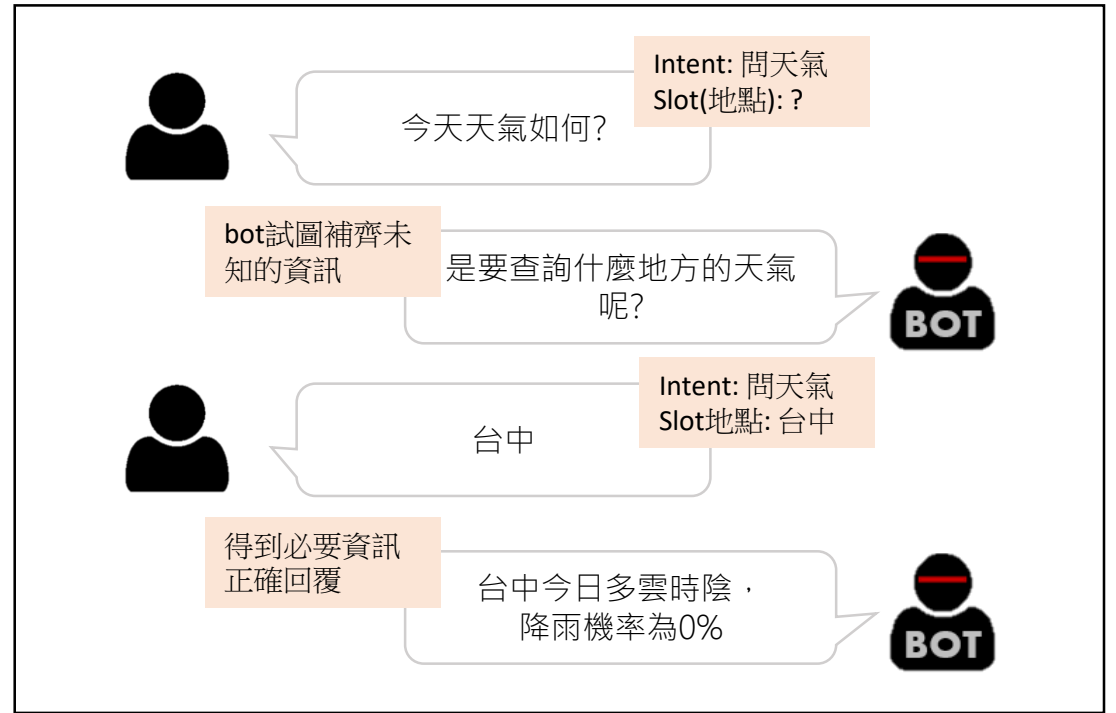 Intent: 問天氣
Slot(地點): ?
今天天氣如何?
bot試圖補齊未
知的資訊
是要查詢什麼地方的天氣
呢?
BOT
Intent: 問天氣
Slot地點: 台中
台中
得到必要資訊
正確回覆
台中今日多雲時陰，
降雨機率為0%
BOT